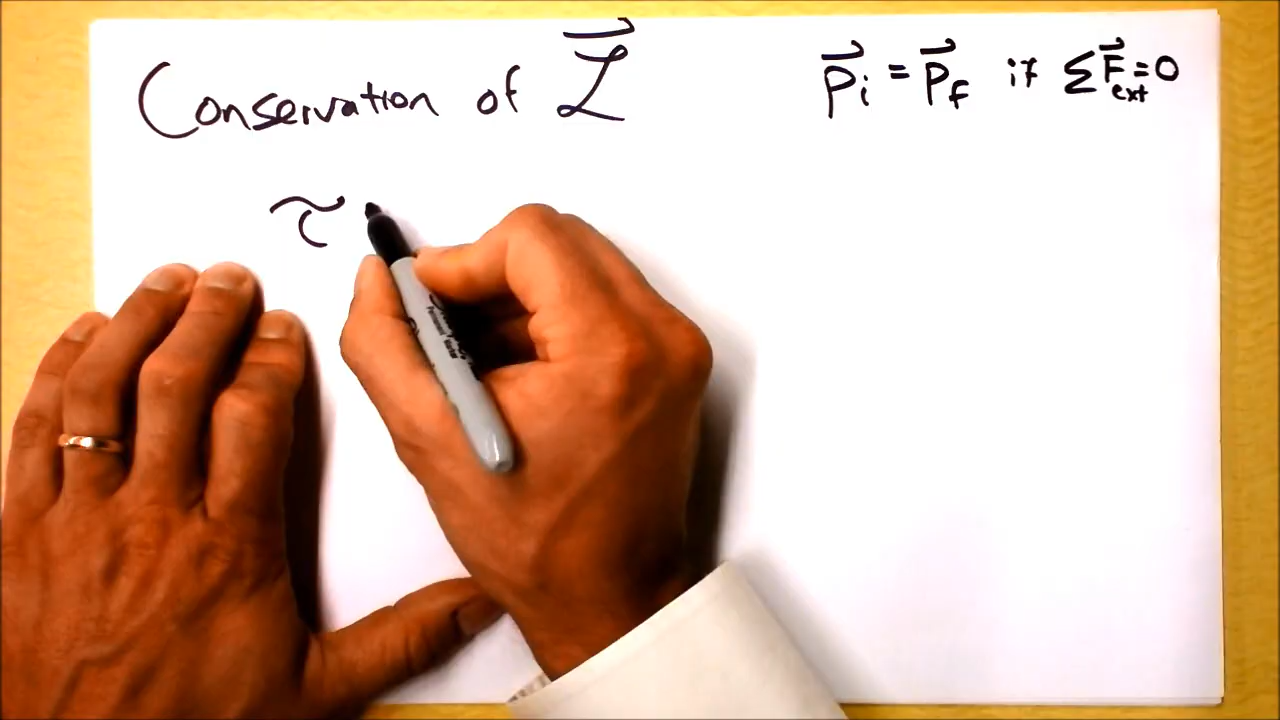 Conservation of L⃗
p⃗i = p⃗f if ΣF⃗ext = 0
τ